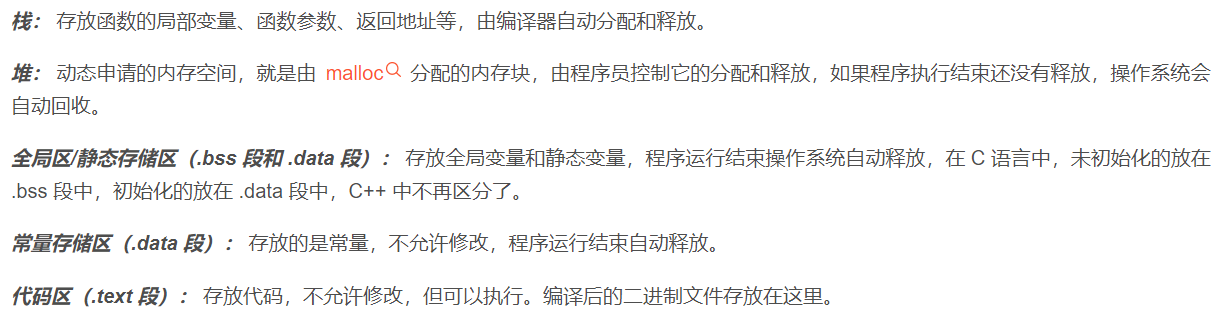 栈： 存放函数的局部变量、函数参数、返回地址等，由编译器自动分配和释放。
堆： 动态申请的内存空间，就是由 malloc 分配的内存块，由程序员控制它的分配和释放，如果程序执行结束还没有释放，操作系统会
自动回收。
全局区/静态存储区（.bss 段和 .data 段）： 存放全局变量和静态变量，程序运行结束操作系统自动释放，在 C 语言中，未初始化的放在
.bss 段中，初始化的放在 .data 段中，C++ 中不再区分了。
常量存储区（.data 段）： 存放的是常量，不允许修改，程序运行结束自动释放。
代码区（.text 段）： 存放代码，不允许修改，但可以执行。编译后的二进制文件存放在这里。